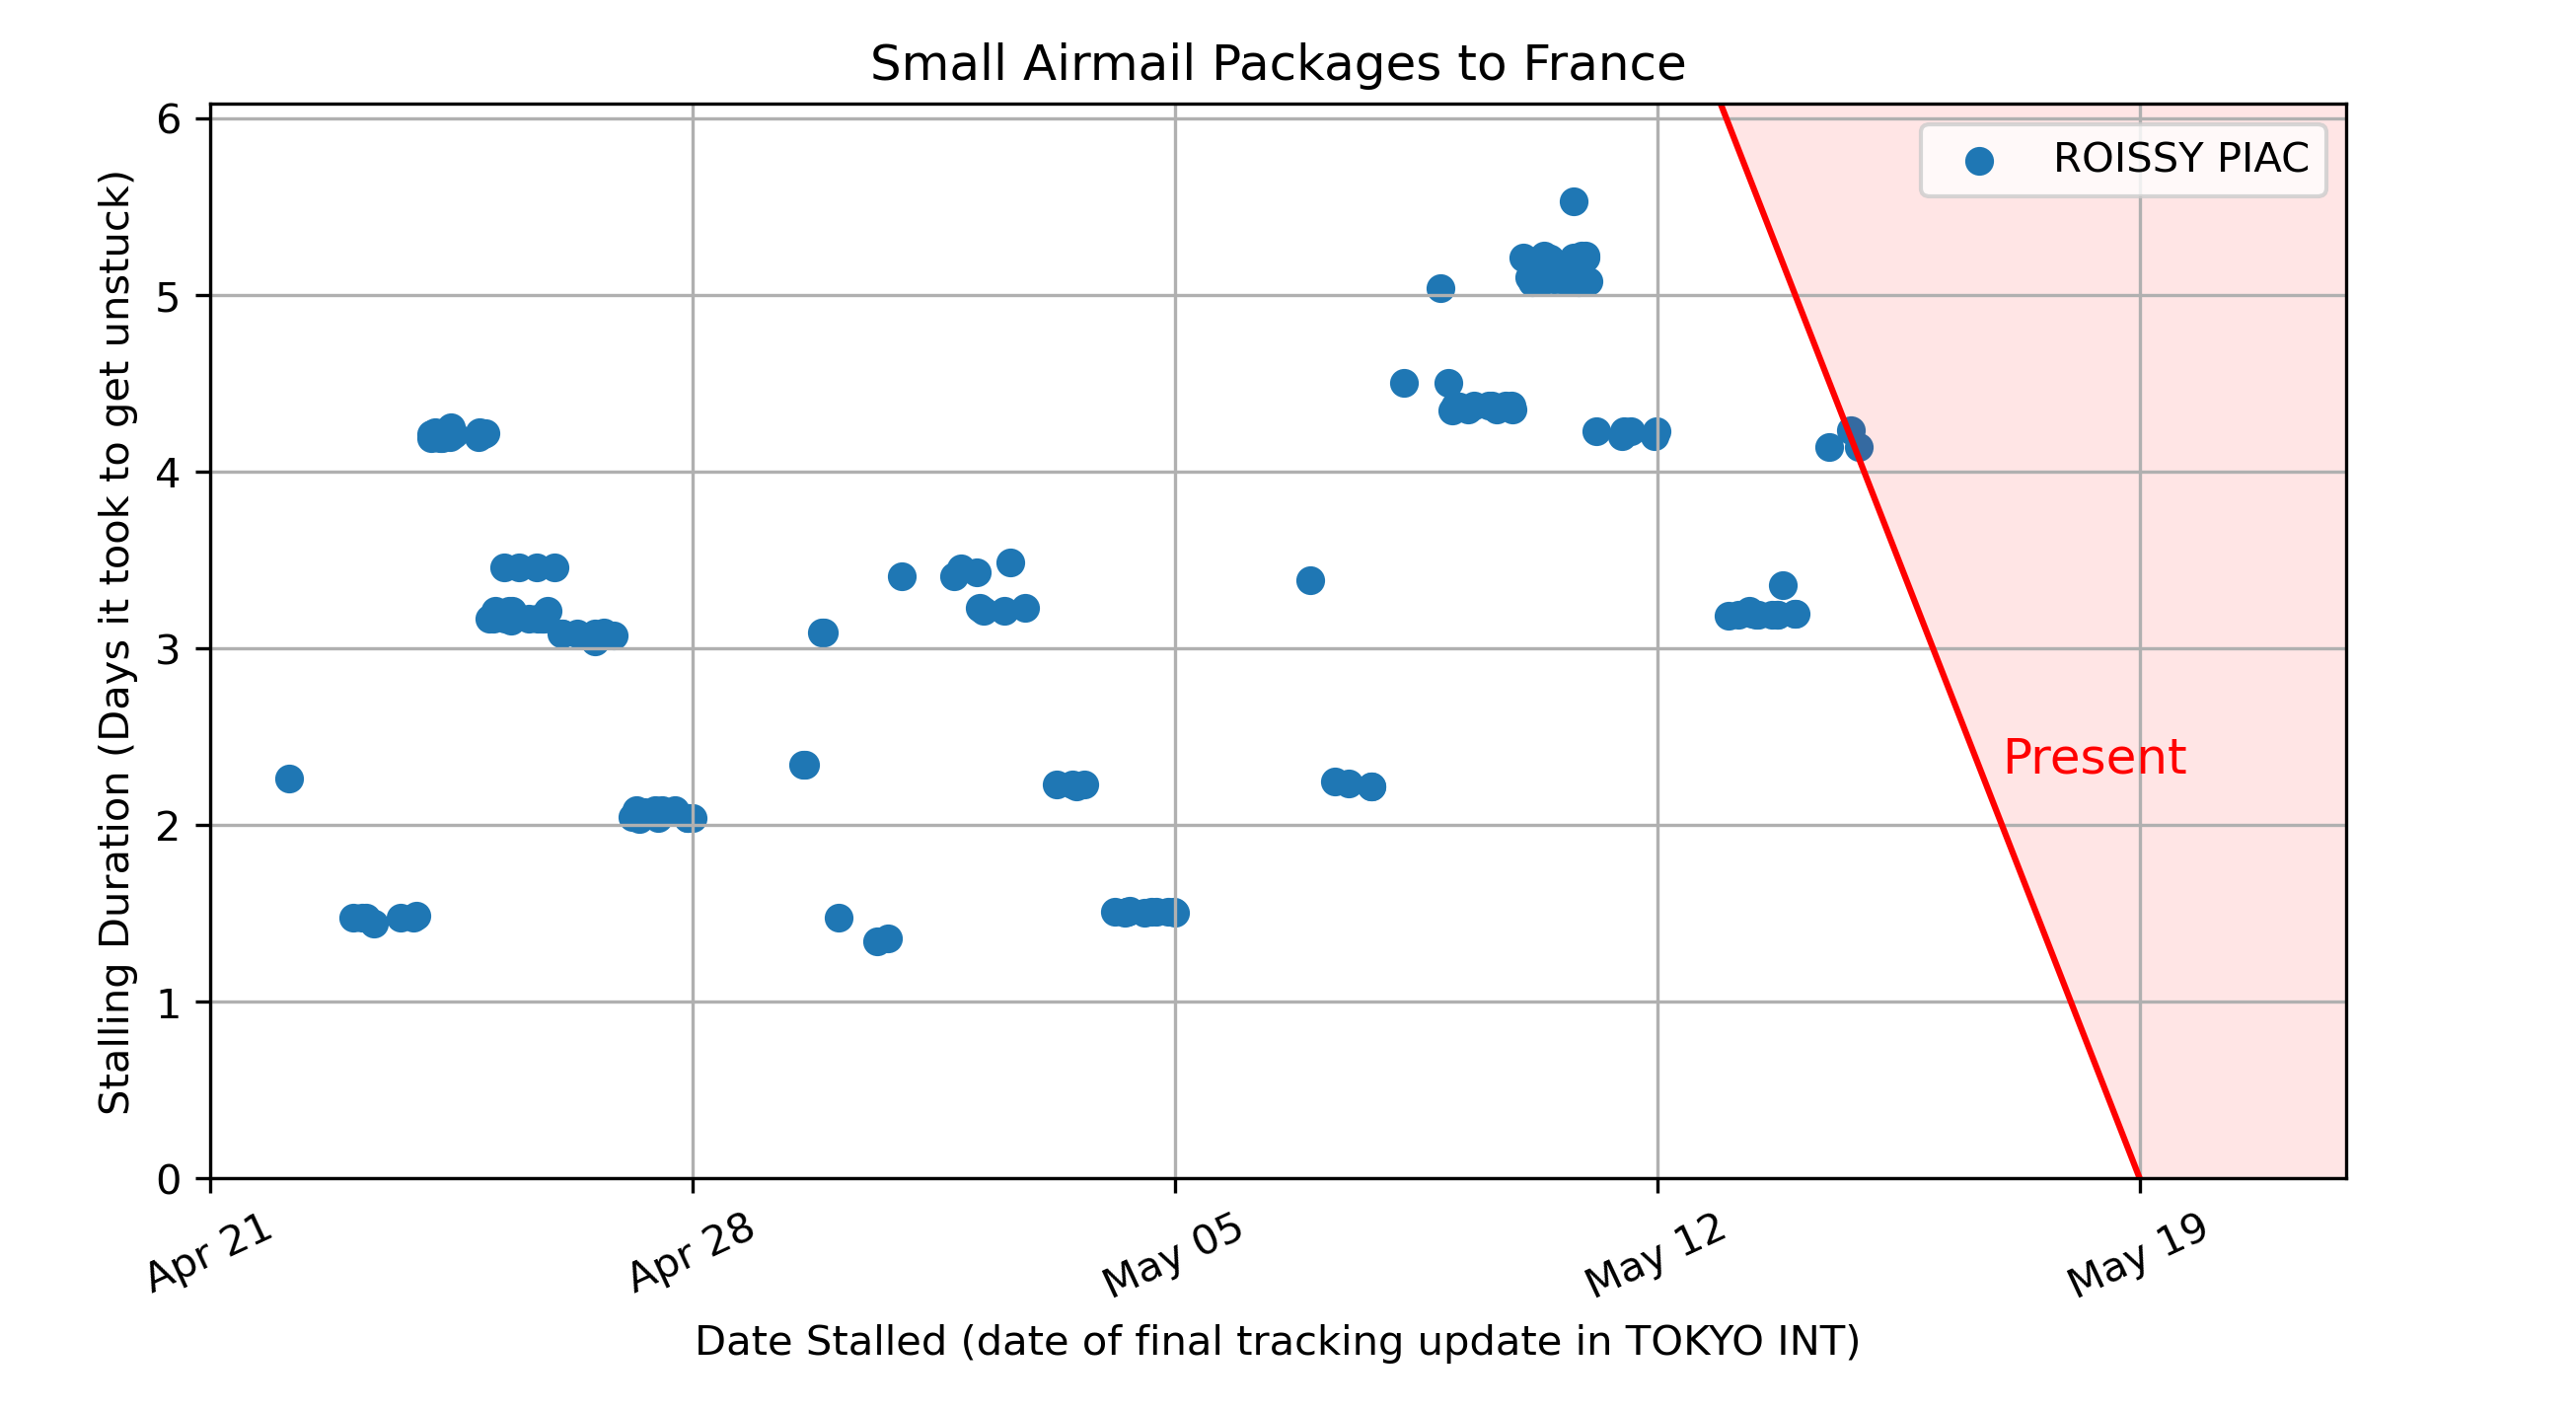 Small Airmail Packages to France
Stalling Duration (Days it took to get unstuck)
6
5
4
3
2
1
0
ROISSY PIAC
Present
Apr 21
Apr 28
May 05
May 12
May 19
Date Stalled (date of final tracking update in TOKYO INT)